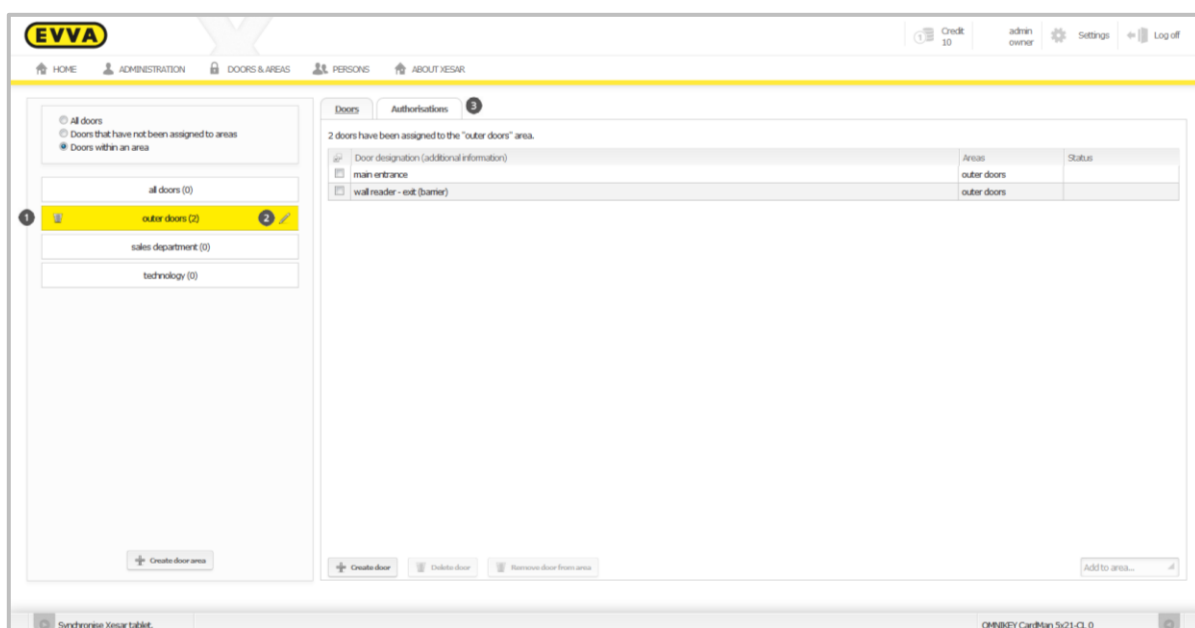 EVVA
Credit
10
admin
owner
Settings
Log off
HOME
ADMINISTRATION
DOORS & AREAS
PERSONS
ABOUT XESAR
All doors
Doors that have not been assigned to areas
Doors within an area
all doors (0)
1
outer doors (2)
2
sales department (0)
technology (0)
Create door area
Doors
Authorisations
3
2 doors have been assigned to the "outer doors" area.
Door designation (additional information)
Areas
Status
main entrance
outer doors
wall reader - exit (barrier)
outer doors
Create door
Delete door
Remove door from area
Add to area...
Synchronise Xesar tablet.
OMNIKEY CardMan 5x21-CL 0